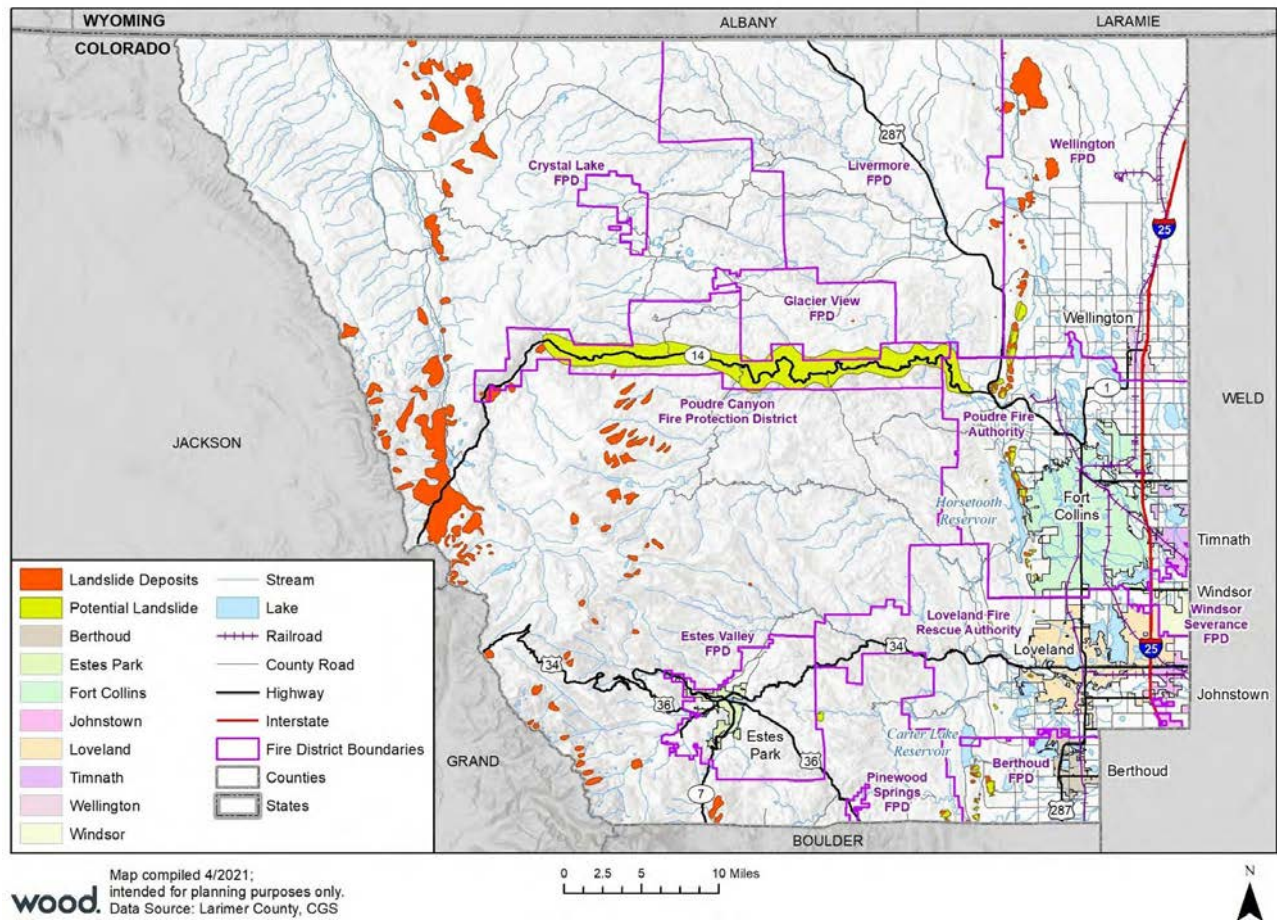 WYOMING
ALBANY
LARAMIE
COLORADO
287
Wellington
FPD
Crystal Lake
FPD
Livermore
FPD
25
Glacier View
FPD
Wellington
14
1
WELD
Poudre Canyon
Fire Protection District
Poudre Fire
Authority
JACKSON
Horsetooth
Reservoir
Fort
Collins
Timnath
Windsor
Windsor
Severance
FPD
Loveland Fire
Rescue Authority
Estes Valley
FPD
34
34
Loveland
25
Johnstown
36
Estes
Park
Carter Lake
Reservoir
GRAND
36
Berthoud
FPD
Berthoud
7
Pinewood
Springs
FPD
287
BOULDER
Landslide Deposits
Potential Landslide
Berthoud
Estes Park
Fort Collins
Johnstown
Loveland
Timnath
Wellington
Windsor
Stream
Lake
Railroad
County Road
Highway
Interstate
Fire District Boundaries
Counties
States
wood.
Map compiled 4/2021;
intended for planning purposes only.
Data Source: Larimer County, CGS
0 2.5 5 10 Miles
N